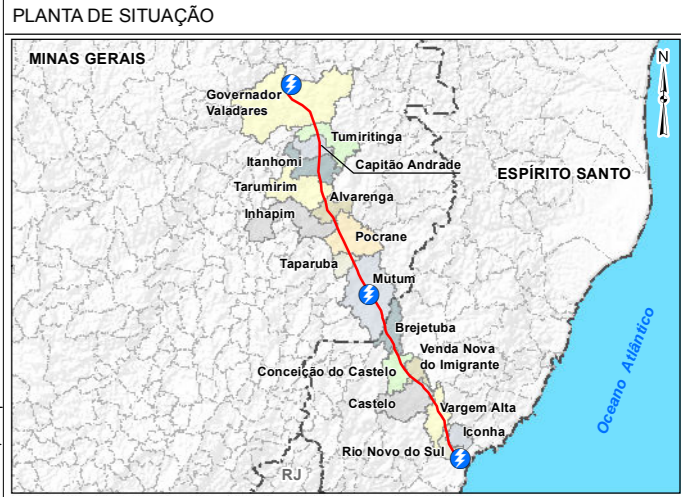 PLANTA DE SITUAÇÃO
MINAS GERAIS
N
Governador
Valadares
Tumiritinga
Itanhomi
Capitão Andrade
ESPÍRITO SANTO
Tarumirim
Alvarenga
Inhapim
Pocrane
Taparuba
Mutum
Brejetuba
Venda Nova
do Imigrante
Conceição do Castelo
Castelo
Vargem Alta
Iconha
Rio Novo do Sul
Oceano Atlântico
RJ